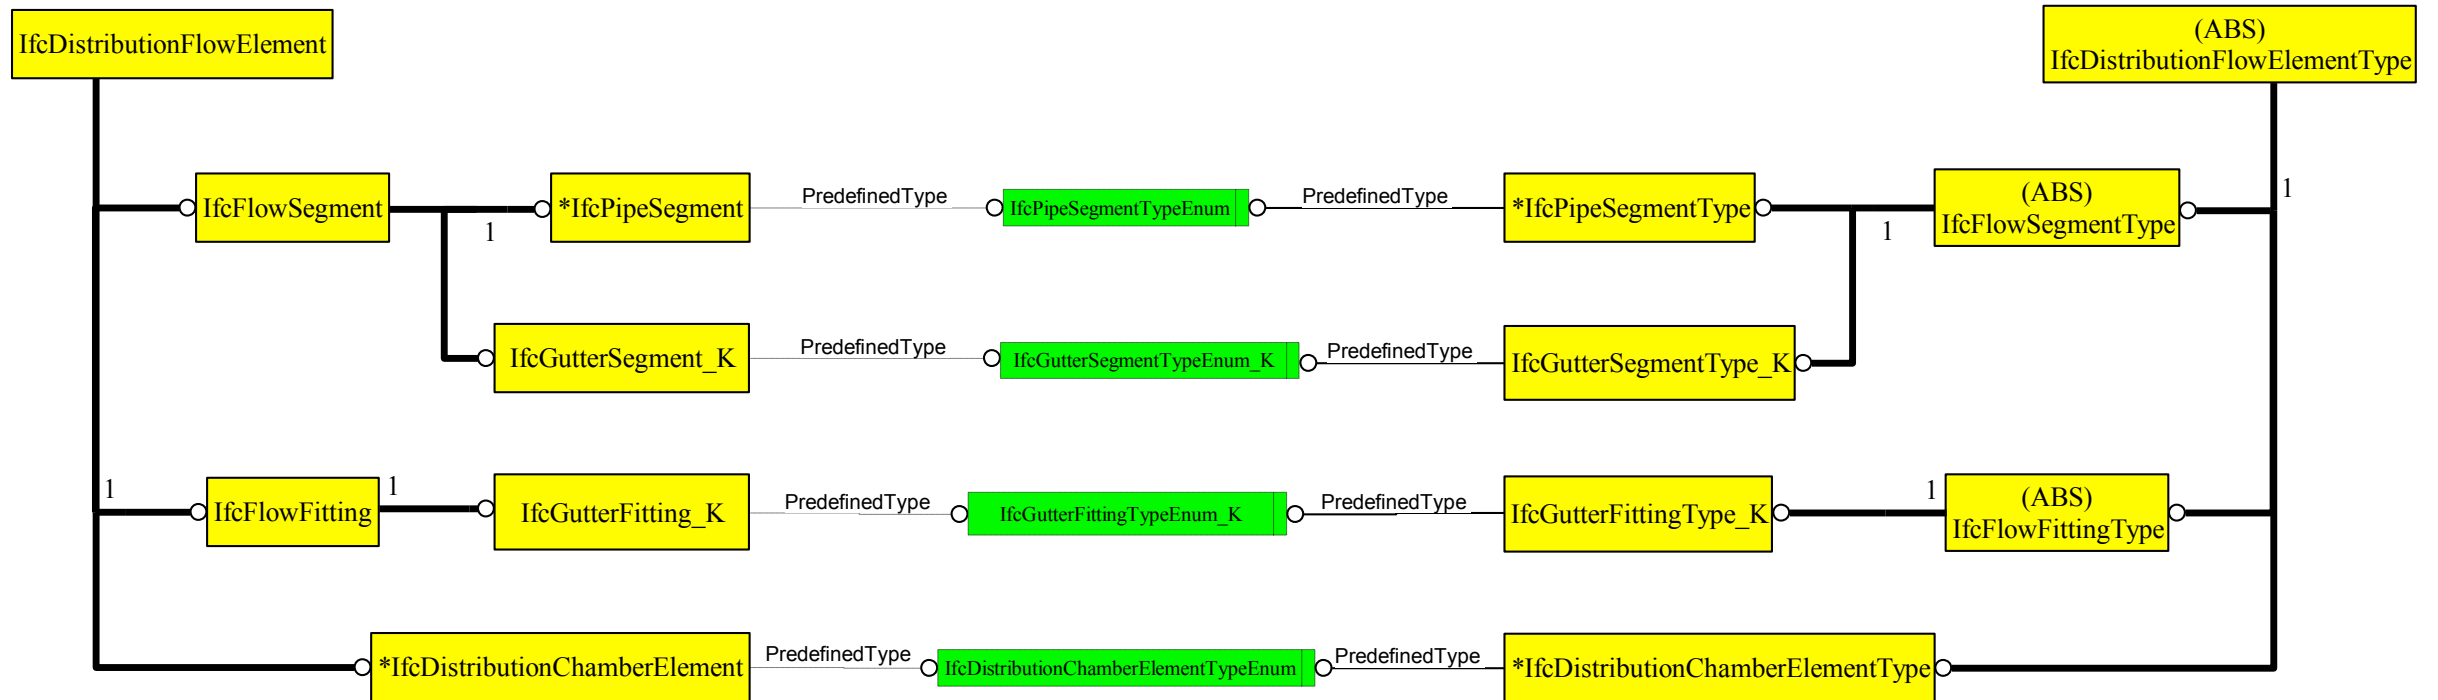 IfcDistributionFlowElement
(ABS)
IfcDistributionFlowElementType
IfcFlowSegment
1
*IfcPipeSegment
PredefinedType
IfcPipeSegmentTypeEnum
PredefinedType
*IfcPipeSegmentType
1
(ABS)
IfcFlowSegmentType
1
IfcGutterSegment_K
PredefinedType
IfcGutterSegmentTypeEnum_K
PredefinedType
IfcGutterSegmentType_K
1
IfcFlowFitting
1
IfcGutterFitting_K
PredefinedType
IfcGutterFittingTypeEnum_K
PredefinedType
IfcGutterFittingType_K
1
(ABS)
IfcFlowFittingType
*IfcDistributionChamberElement
PredefinedType
IfcDistributionChamberElementTypeEnum
PredefinedType
*IfcDistributionChamberElementType